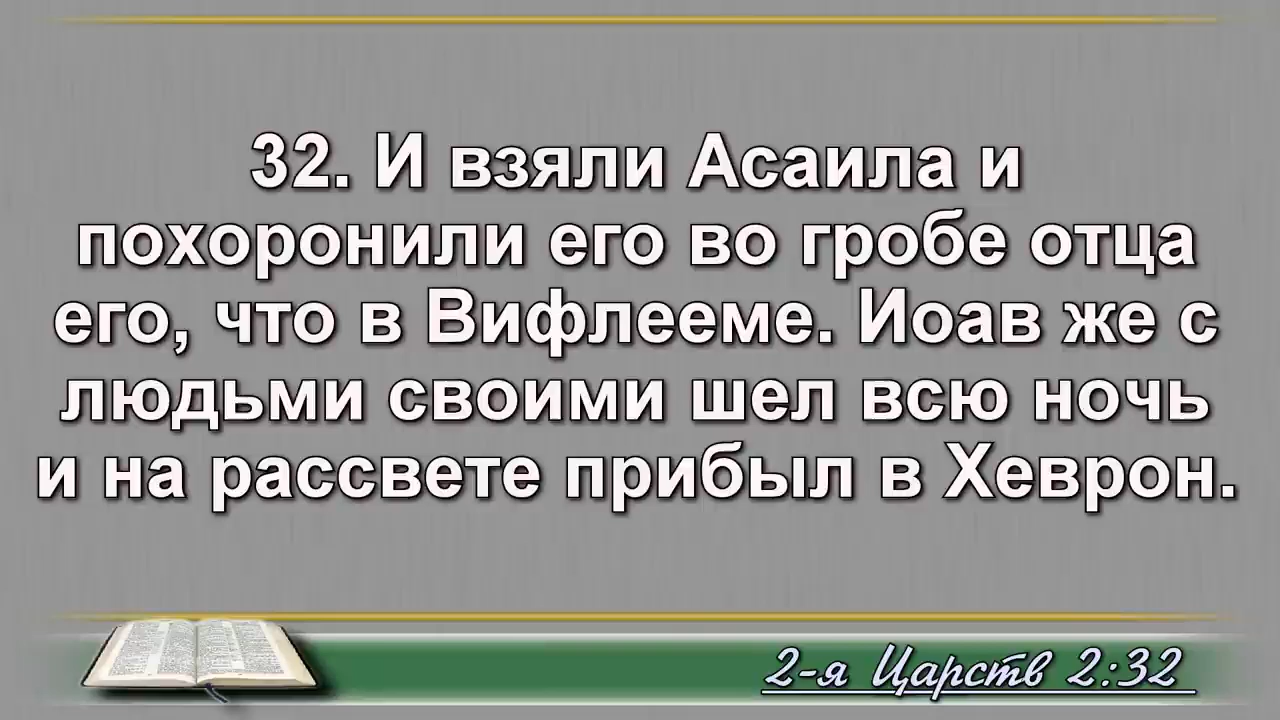 32. И взяли Асаила и
похоронили его во гробе отца
его, что в Вифлееме. Иоав же с
людьми своими шел всю ночь
и на рассвете прибыл в Хеврон.
2-я Царств 2:32